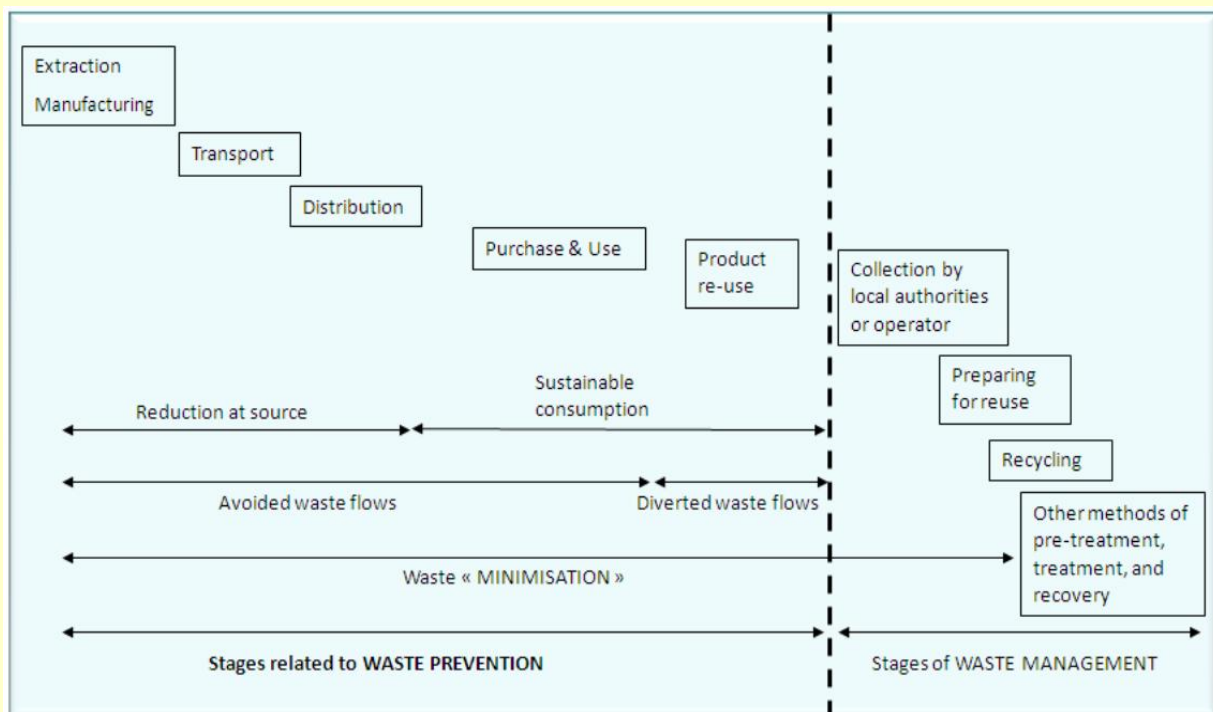 Extraction
Manufacturing
Transport
Distribution
Purchase & Use
Product
re-use
Collection by
local authorities
or operator
Preparing
for reuse
Recycling
Other methods of
pre-treatment,
treatment, and
recovery
Reduction at source
Sustainable
consumption
Avoided waste flows
Diverted waste flows
Waste « MINIMISATION »
Stages related to WASTE PREVENTION
Stages of WASTE MANAGEMENT